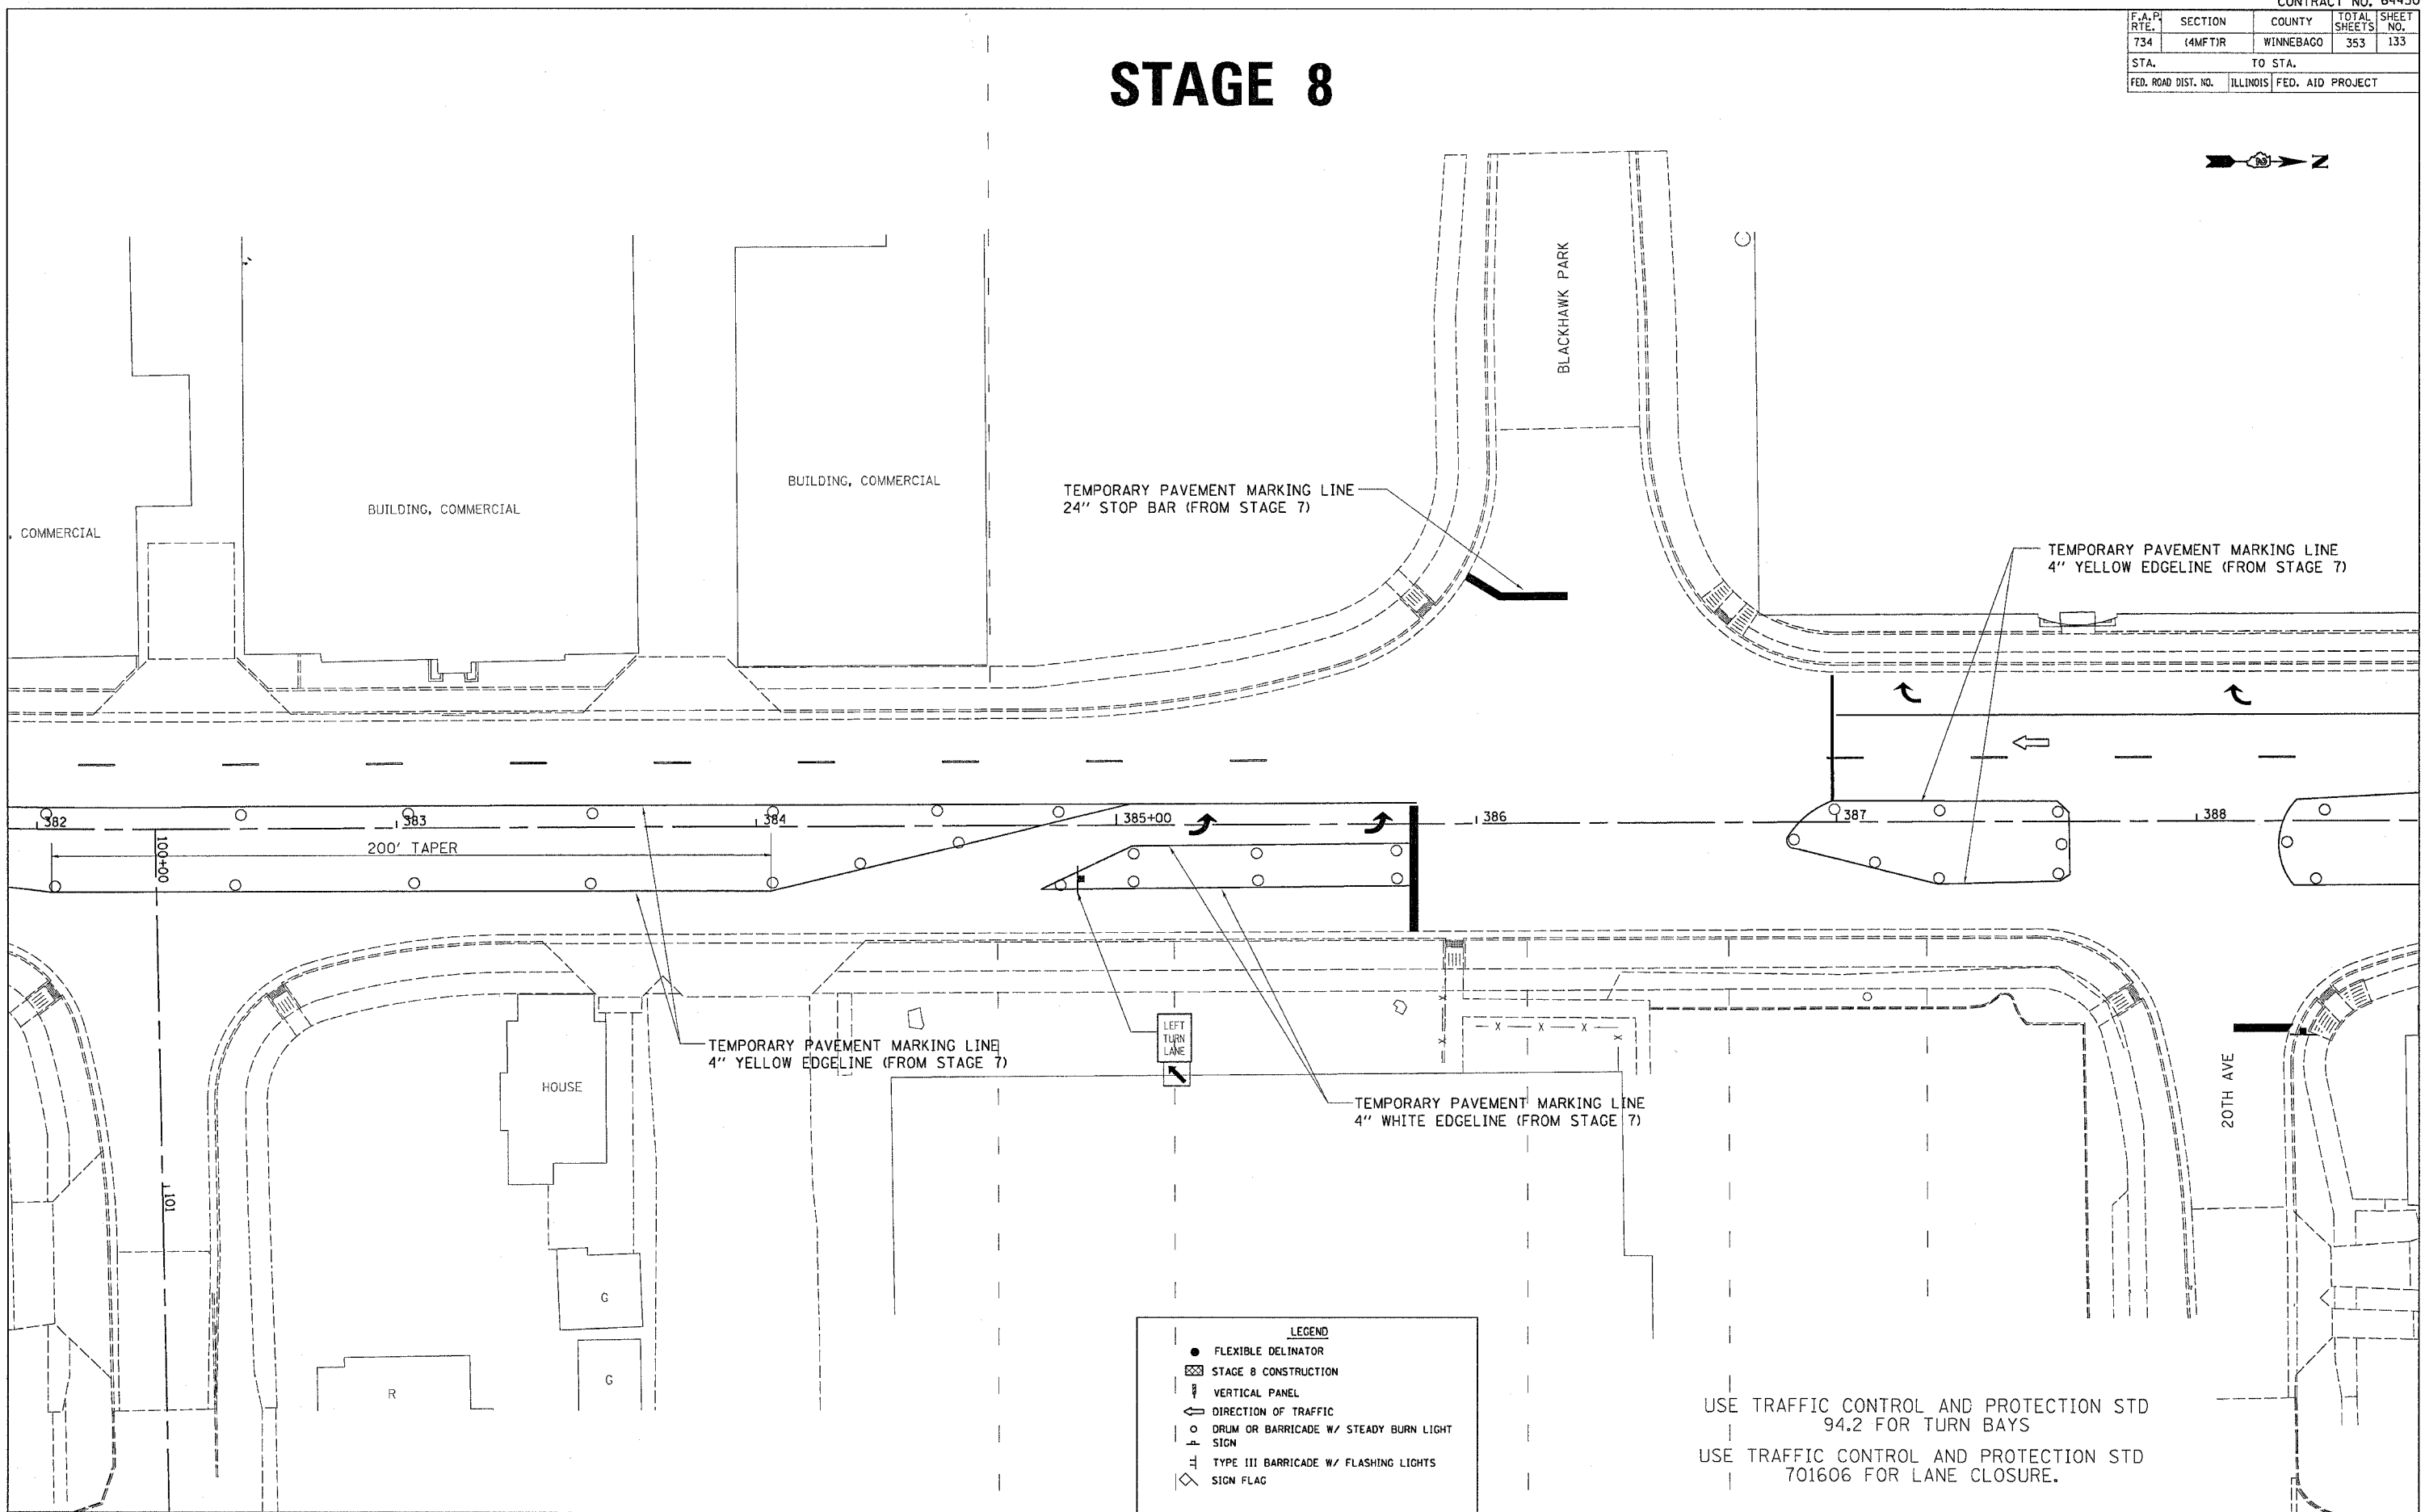 CONTRACT NO.
F.A.P. RTE. SECTION COUNTY TOTAL SHEETS SHEET NO.
734 (4MFT)R WINNEBAGO 353 133
STA. TO STA.
FED. ROAD DIST. NO. ILLINOIS FED. AID PROJECT
STAGE 8
N
BLACKHAWK PARK
BUILDING, COMMERCIAL
BUILDING, COMMERCIAL
, COMMERCIAL
TEMPORARY PAVEMENT MARKING LINE
24" STOP BAR (FROM STAGE 7)
TEMPORARY PAVEMENT MARKING LINE
4" YELLOW EDGELINE (FROM STAGE 7)
382 383 384 385+00 386 387 388
200' TAPER
100+00
LEFT
TURN
LANE
TEMPORARY PAVEMENT MARKING LINE
4" YELLOW EDGELINE (FROM STAGE 7)
HOUSE
TEMPORARY PAVEMENT MARKING LINE
4" WHITE EDGELINE (FROM STAGE 7)
20TH AVE
101
G
G
R
LEGEND
FLEXIBLE DELINATOR
STAGE 8 CONSTRUCTION
VERTICAL PANEL
DIRECTION OF TRAFFIC
DRUM OR BARRICADE W/ STEADY BURN LIGHT
SIGN
TYPE III BARRICADE W/ FLASHING LIGHTS
SIGN FLAG
USE TRAFFIC CONTROL AND PROTECTION STD
94.2 FOR TURN BAYS
USE TRAFFIC CONTROL AND PROTECTION STD
701606 FOR LANE CLOSURE.